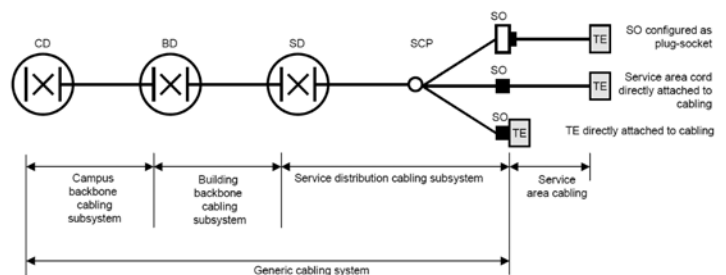 CD
BD
SD
SCP
SO
TE
SO configured as
plug-socket
SO
TE
Service area cord
directly attached to
cabling
SO
TE
TE directly attached to cabling
Campus
backbone
cabling
subsystem
Building
backbone
cabling
subsystem
Service distribution cabling subsystem
Service
area cabling
Generic cabling system